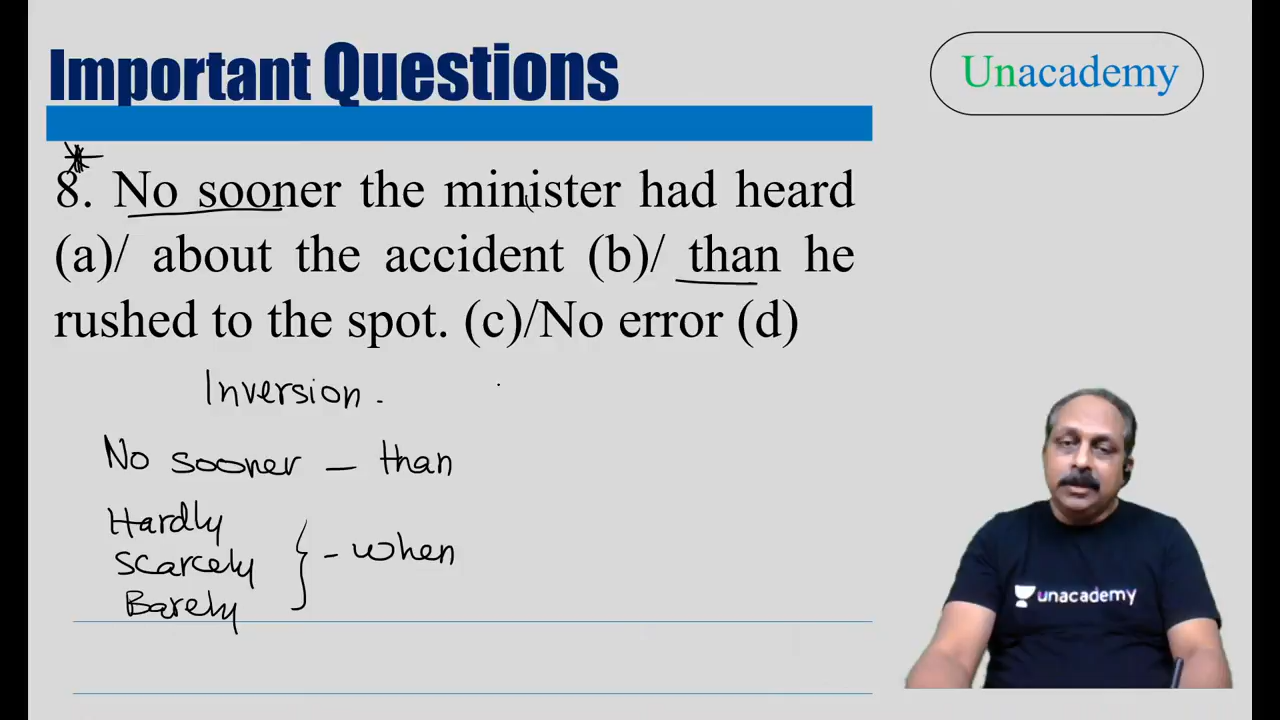 Important Questions
Unacademy
8. No sooner the minister had heard
(a)/ about the accident (b)/ than he
rushed to the spot. (c)/No error (d)
Inversion.
No sooner – than
Hardly
Scarcely
Barely
- when
unacademy